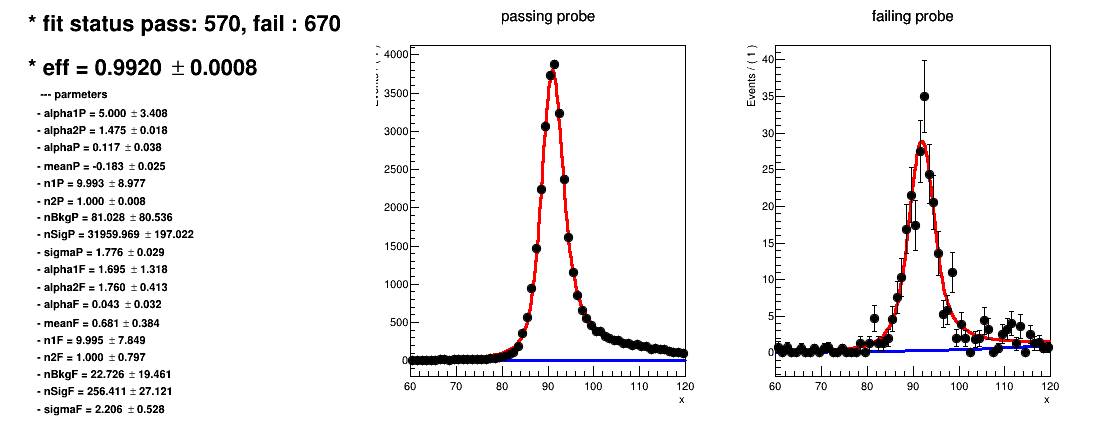 * fit status pass: 570, fail : 670
* eff = 0.9920 ± 0.0008
--- parmeters
- alpha1P = 5.000 ± 3.408
- alpha2P = 1.475 ± 0.018
- alphaP = 0.117 ± 0.038
- meanP = -0.183 ± 0.025
- n1P = 9.993 ± 8.977
- n2P = 1.000 ± 0.008
- nBkgP = 81.028 ± 80.536
- nSigP = 31959.969 ± 197.022
- sigmaP = 1.776 ± 0.029
- alpha1F = 1.695 ± 1.318
- alpha2F = 1.760 ± 0.413
- alphaF = 0.043 ± 0.032
- meanF = 0.681 ± 0.384
- n1F = 9.995 ± 7.849
- n2F = 1.000 ± 0.797
- nBkgF = 22.726 ± 19.461
- nSigF = 256.411 ± 27.121
- sigmaF = 2.206 ± 0.528
passing probe
4000
3500
3000
2500
2000
1500
1000
500
0
60 70 80 90 100 110 120
x
failing probe
Events / ( 1 )
40
35
30
25
20
15
10
5
0
60 70 80 90 100 110 120
x